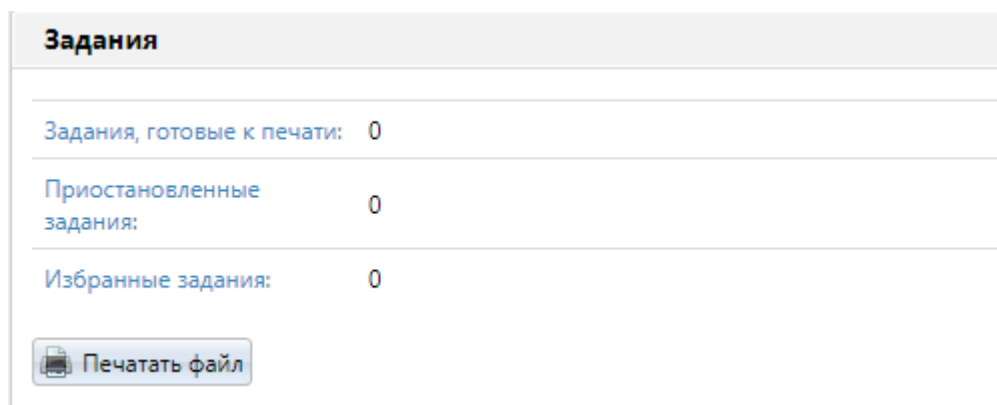 Задания
Задания, готовые к печати: 0
Приостановленные
задания: 0
Избранные задания: 0
Печатать файл